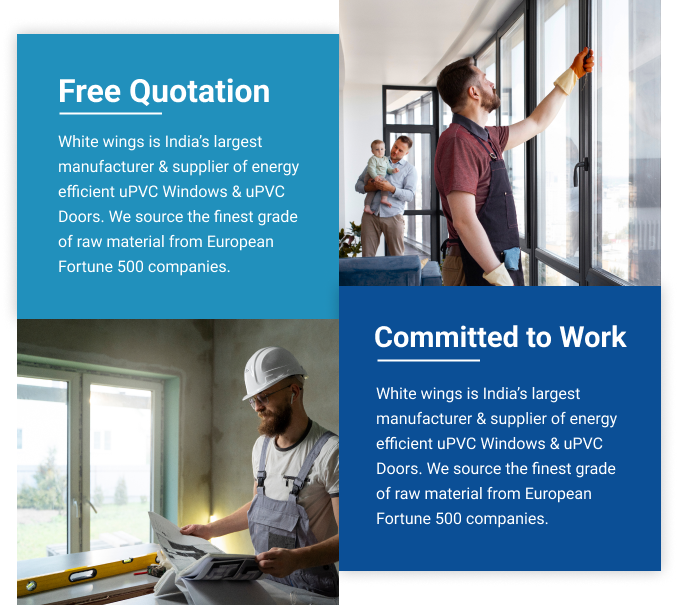 Free Quotation
White wings is India’s largest
manufacturer & supplier of energy
efficient uPVC Windows & uPVC
Doors. We source the finest grade
of raw material from European
Fortune 500 companies.
Committed to Work
White wings is India’s largest
manufacturer & supplier of energy
efficient uPVC Windows & uPVC
Doors. We source the finest grade
of raw material from European
Fortune 500 companies.